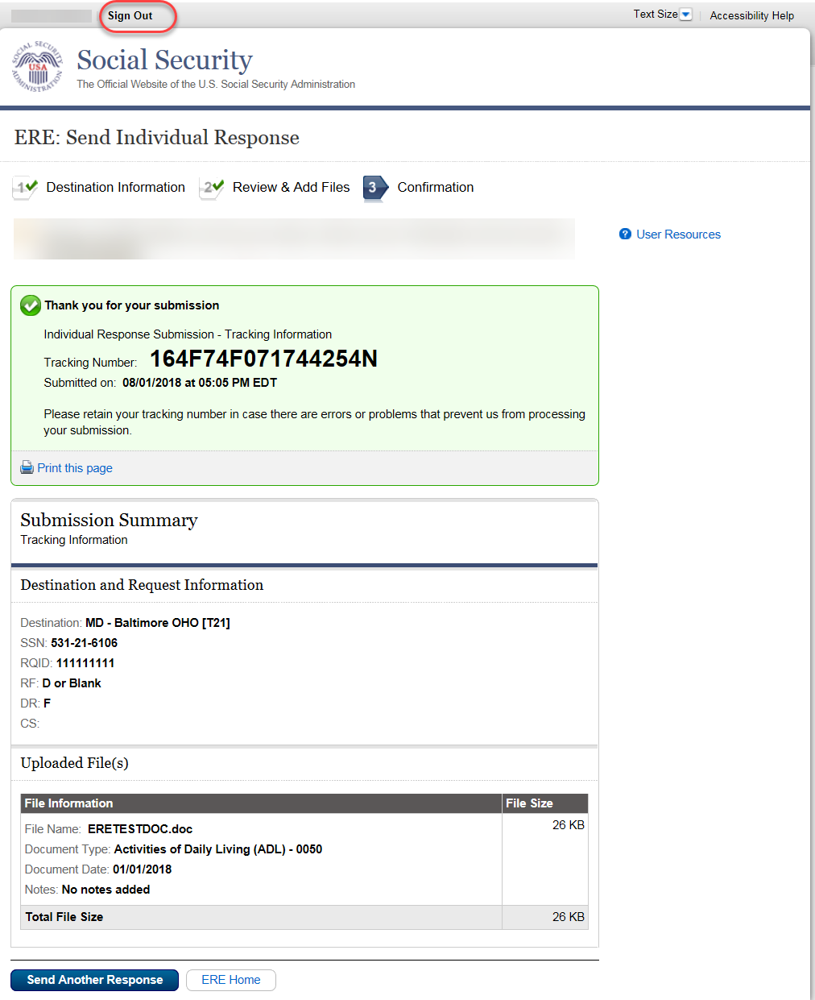 Sign Out
Text Size
Accessibility Help
SOCIAL SECURITY ADMINISTRATION
USA
Social Security
The Official Website of the U.S. Social Security Administration
ERE: Send Individual Response
1 Destination Information 2 Review & Add Files 3 Confirmation
User Resources
Thank you for your submission
Individual Response Submission - Tracking Information
Tracking Number: 164F74F071744254N
Submitted on: 08/01/2018 at 05:05 PM EDT
Please retain your tracking number in case there are errors or problems that prevent us from processing
your submission.
Print this page
Submission Summary
Tracking Information
Destination and Request Information
Destination: MD - Baltimore OHO [T21]
SSN: 531-21-6106
RQID: 111111111
RF: D or Blank
DR: F
CS:
Uploaded File(s)
File Information File Size
File Name: ERETESTDOC.doc 26 KB
Document Type: Activities of Daily Living (ADL) - 0050
Document Date: 01/01/2018
Notes: No notes added
Total File Size 26 KB
Send Another Response ERE Home